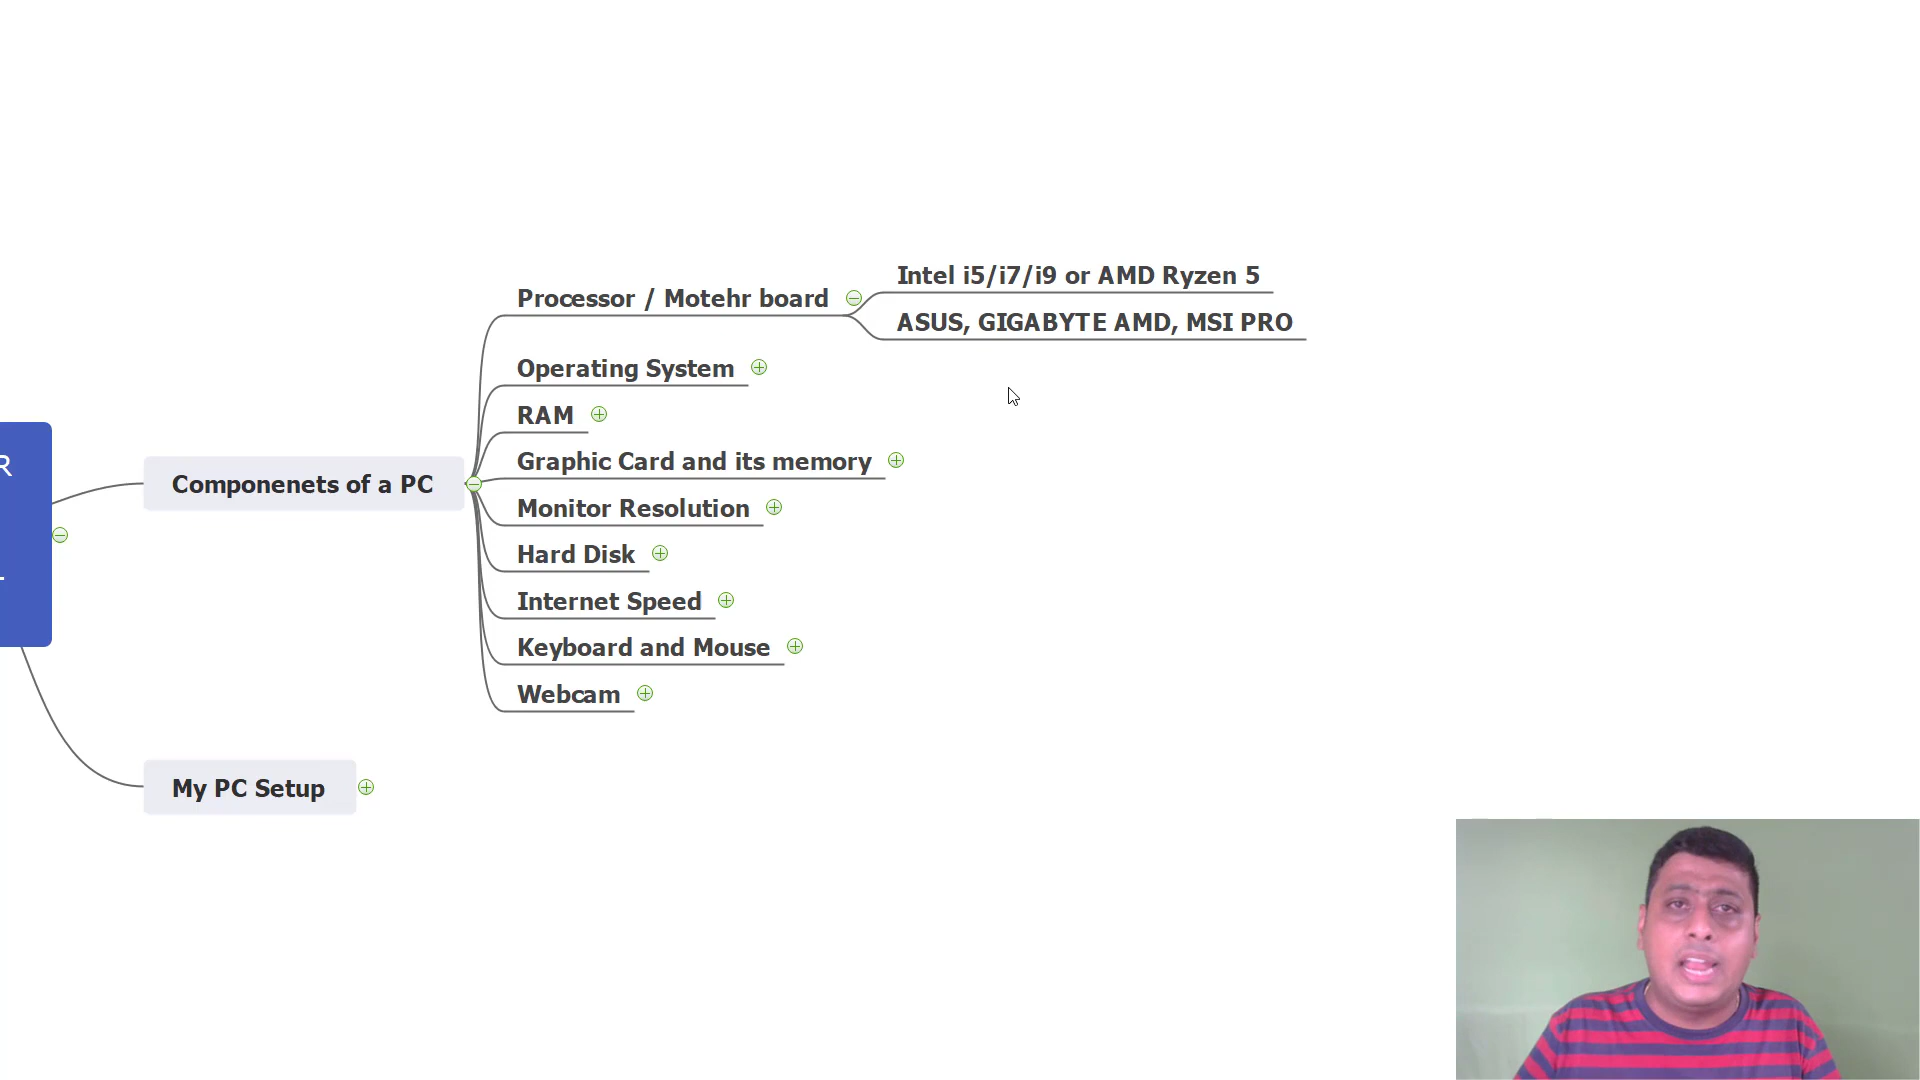 R
Componenets of a PC
Processor / Motehr board
Intel i5/i7/i9 or AMD Ryzen 5
ASUS, GIGABYTE AMD, MSI PRO
Operating System
RAM
Graphic Card and its memory
Monitor Resolution
Hard Disk
Internet Speed
Keyboard and Mouse
Webcam
My PC Setup